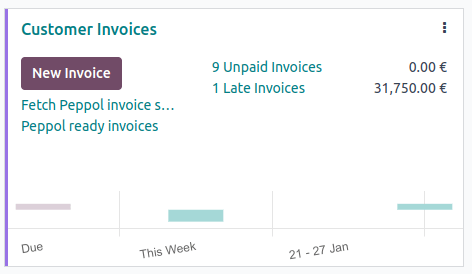 Customer Invoices
New Invoice
9 Unpaid Invoices 0.00 €
1 Late Invoices 31,750.00 €
Fetch Peppol invoice s…
Peppol ready invoices
Due This Week 21 - 27 Jan